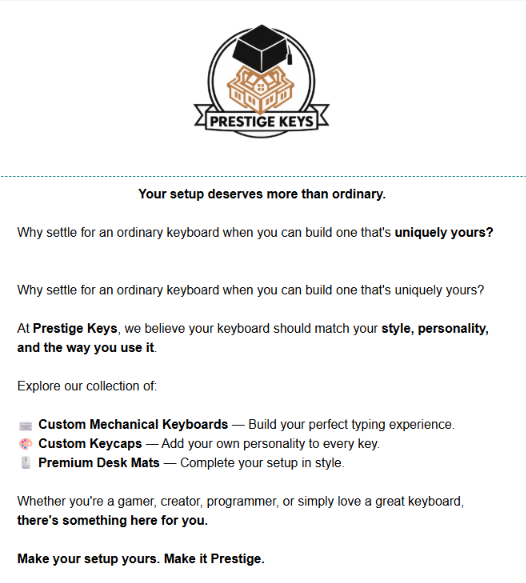 PRESTIGE KEYS
Your setup deserves more than ordinary.
Why settle for an ordinary keyboard when you can build one that's uniquely yours?
Why settle for an ordinary keyboard when you can build one that's uniquely yours?
At Prestige Keys, we believe your keyboard should match your style, personality,
and the way you use it.
Explore our collection of:
Custom Mechanical Keyboards — Build your perfect typing experience.
Custom Keycaps — Add your own personality to every key.
Premium Desk Mats — Complete your setup in style.
Whether you're a gamer, creator, programmer, or simply love a great keyboard,
there's something here for you.
Make your setup yours. Make it Prestige.